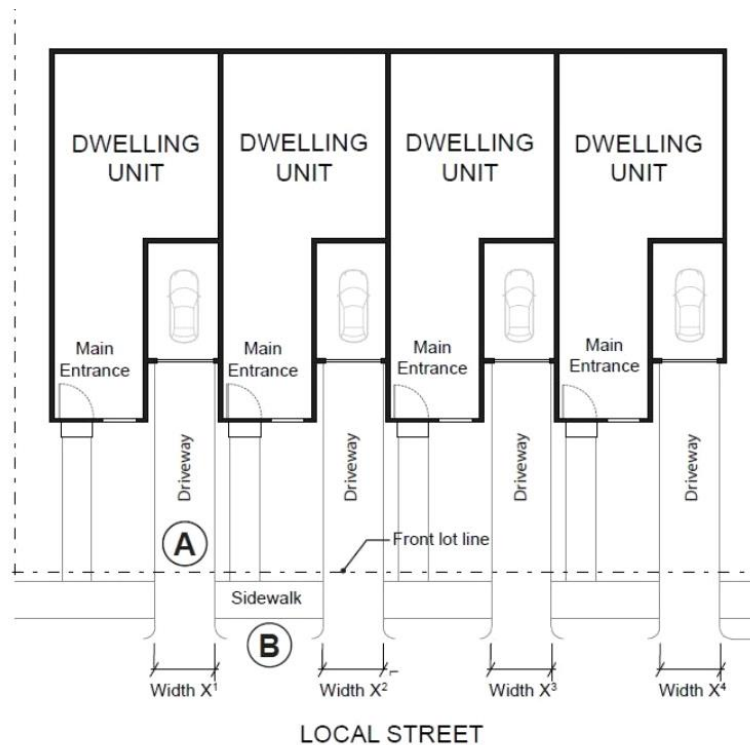 DWELLING
UNIT
DWELLING
UNIT
DWELLING
UNIT
DWELLING
UNIT
Main
Entrance
Main
Entrance
Main
Entrance
Main
Entrance
Driveway
Driveway
Driveway
Driveway
A
Front lot line
Sidewalk
B
Width X¹
Width X²
Width X³
Width X⁴
LOCAL STREET